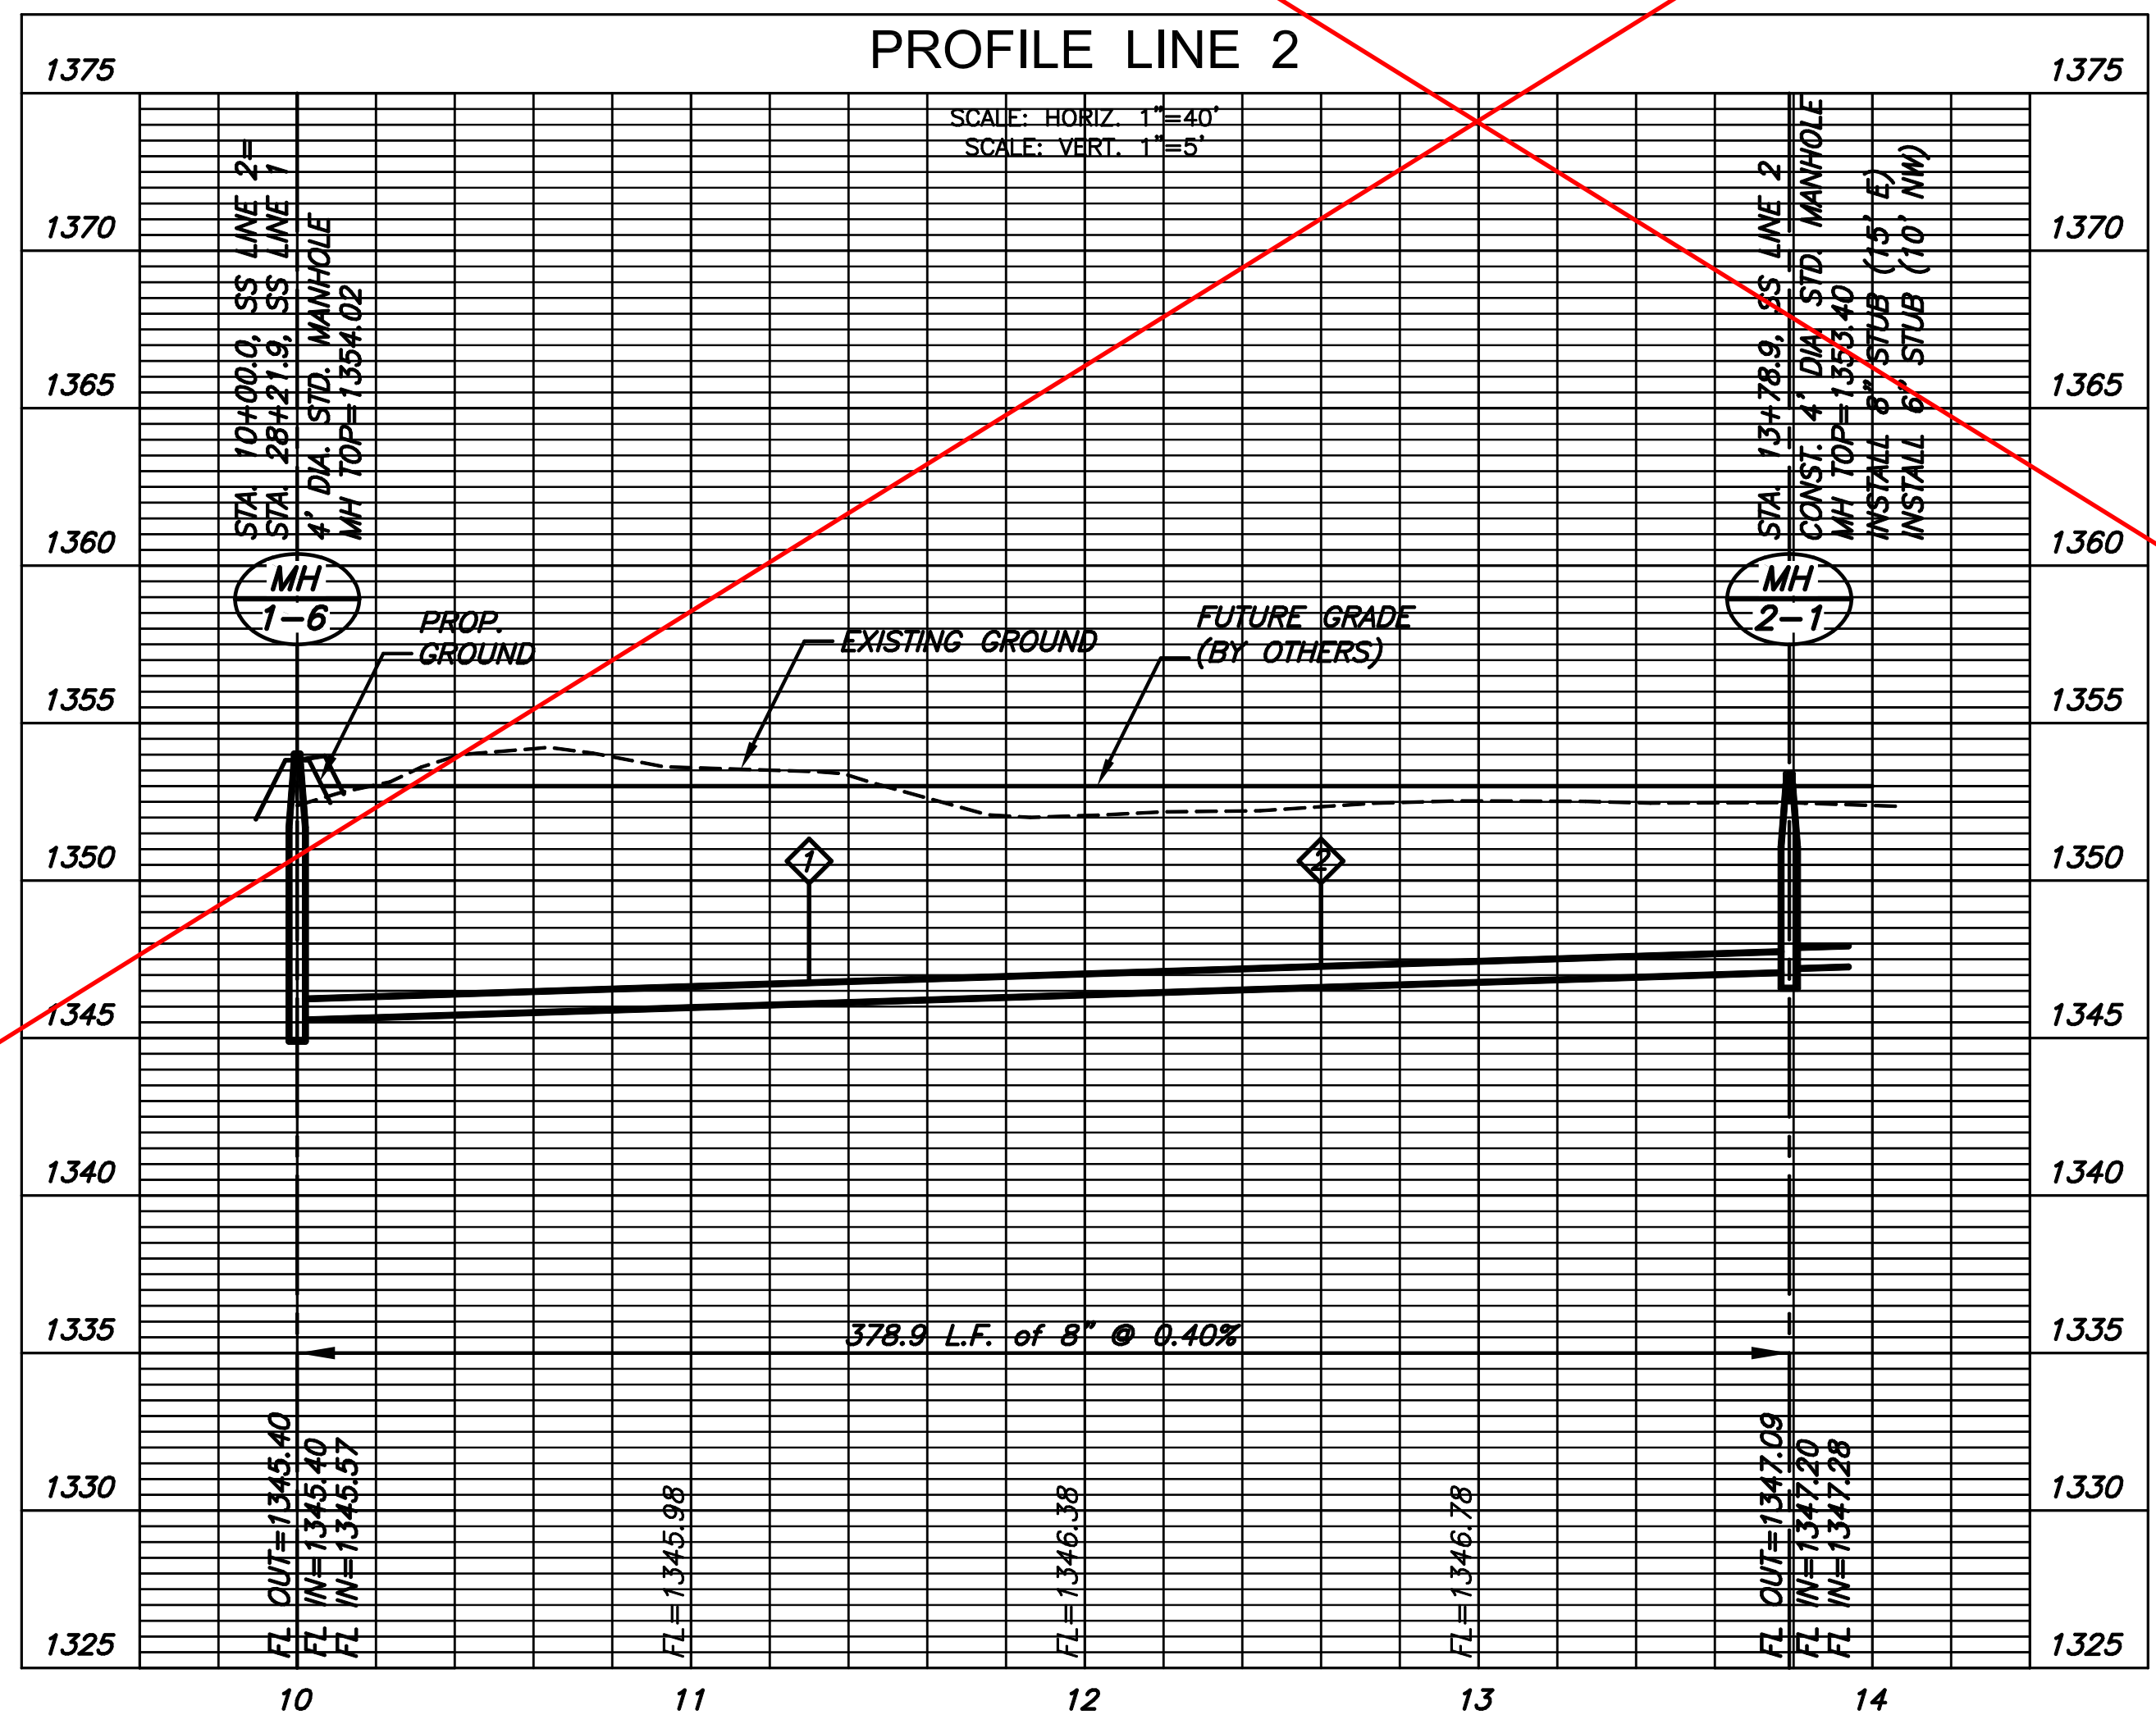 PROFILE LINE 2
SCALE: HORIZ. 1"=40'
SCALE: VERT. 1"=5'
1375
1375
1370
1370
1365
1365
1360
1360
1355
1355
1350
1350
1345
1345
1340
1340
1335
1335
1330
1330
1325
1325
STA. 10+00.0, SS LINE 2=
STA. 28+21.9, SS LINE 1
4' DIA. STD. MANHOLE
MH TOP=1354.02
MH
1-6
STA. 13+78.9, SS LINE 2
CONST. 4' DIA. STD. MANHOLE
MH TOP=1353.40
INSTALL 8" STUB (15' E)
INSTALL 6" STUB (10' NW)
MH
2-1
PROP.
GROUND
EXISTING GROUND
FUTURE GRADE
(BY OTHERS)
1
2
378.9 L.F. of 8" @ 0.40%
FL OUT=1345.40
FL IN=1345.40
FL IN=1345.57
FL=1345.98
FL=1346.38
FL=1346.78
FL OUT=1347.09
FL IN=1347.20
FL IN=1347.28
10
11
12
13
14